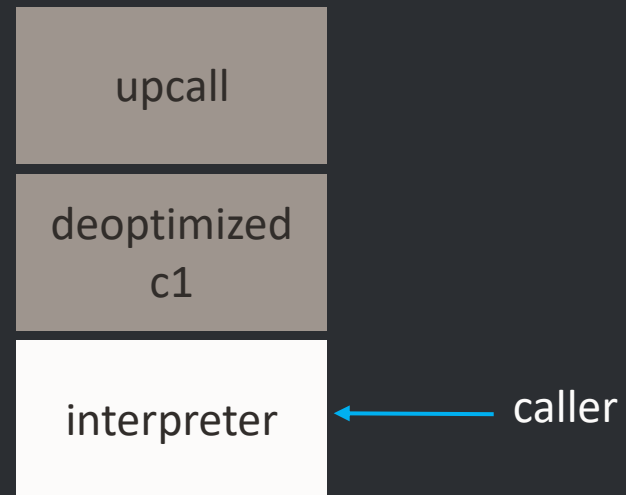 upcall
deoptimized
c1
interpreter
caller